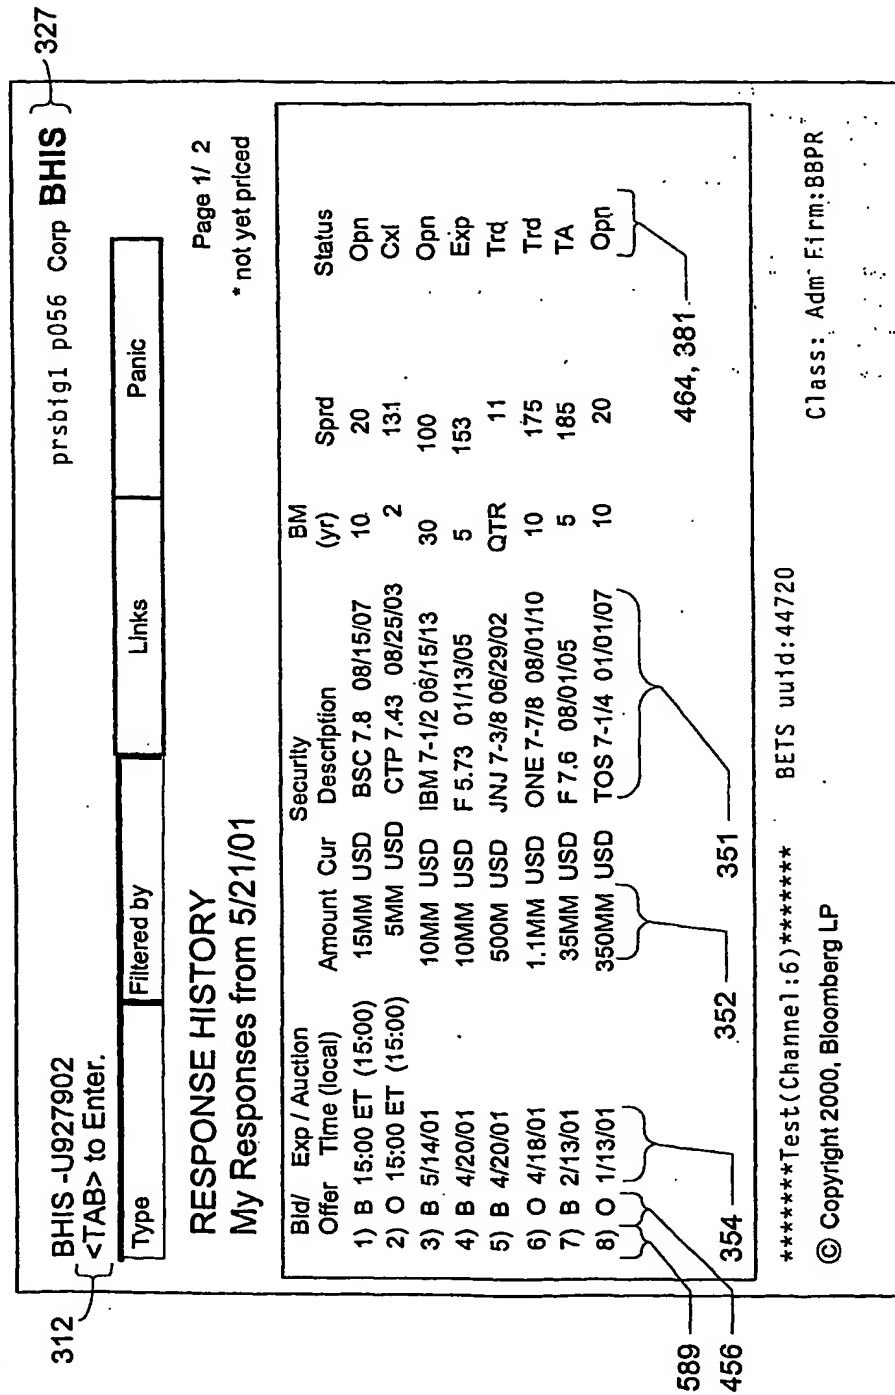 prsbigl p056 Corp BHIS
327
BHIS -U927902
312
<TAB> to Enter.
Type Filtered by Links Panic
RESPONSE HISTORY Page 1/ 2
My Responses from 5/21/01 * not yet priced
Bid/ Exp / Auction Security BM
Offer Time (local) Amount Cur Description (yr) Sprd Status
1) B 15:00 ET (15:00) 15MM USD BSC 7.8 08/15/07 10 20 Opn
2) O 15:00 ET (15:00) 5MM USD CTP 7.43 08/25/03 2 131 Cxl
3) B 5/14/01 10MM USD IBM 7-1/2 06/15/13 30 100 Opn
4) B 4/20/01 10MM USD F 5.73 01/13/05 5 153 Exp
5) B 4/20/01 500M USD JNJ 7-3/8 06/29/02 QTR 11 Trd
6) O 4/18/01 1.1MM USD ONE 7-7/8 08/01/10 10 175 Trd
7) B 2/13/01 35MM USD F 7.6 08/01/05 5 185 TA
8) O 1/13/01 350MM USD TOS 7-1/4 01/01/07 10 20 Opn
589
456
354
352
351
464, 381
*******Test(Channel:6)******* BETS uuid:44720 Class: Adm Firm:BBPR
© Copyright 2000, Bloomberg LP